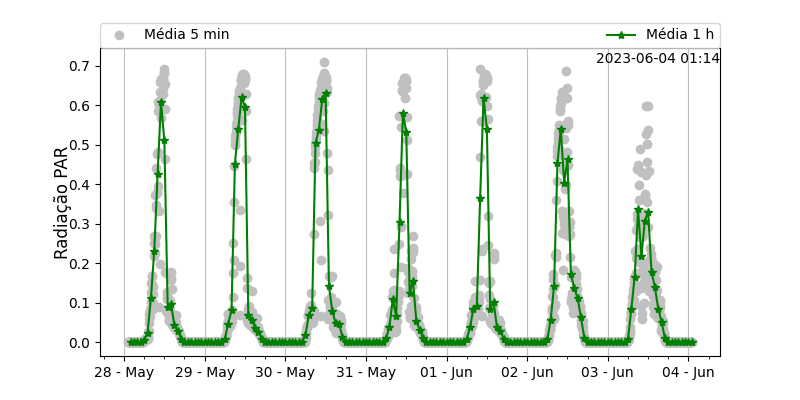 Média 5 min
Média 1 h
2023-06-04 01:14
Radiação PAR
0.7
0.6
0.5
0.4
0.3
0.2
0.1
0.0
28 - May
29 - May
30 - May
31 - May
01 - Jun
02 - Jun
03 - Jun
04 - Jun